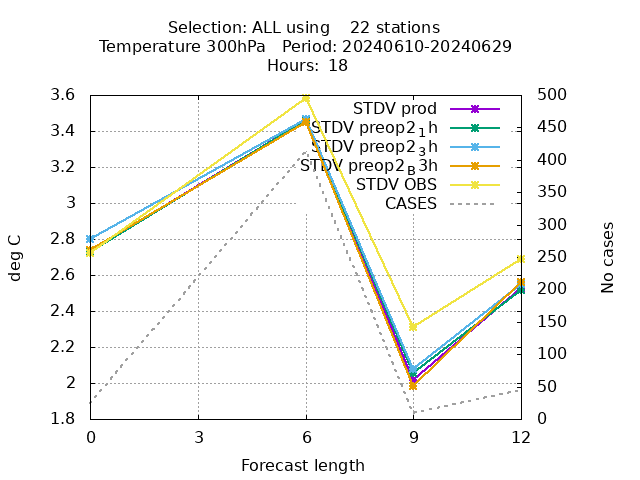 Selection: ALL using    22 stations
Temperature 300hPa   Period: 20240610-20240629
Hours: 18
3.6
3.4
3.2
3
2.8
2.6
2.4
2.2
2
1.8
500
450
400
350
300
250
200
150
100
50
0
STDV prod
STDV preop2₁h
STDV preop2₃h
STDV preop2_B3h
STDV OBS
CASES
deg C
No cases
0
3
6
9
12
Forecast length